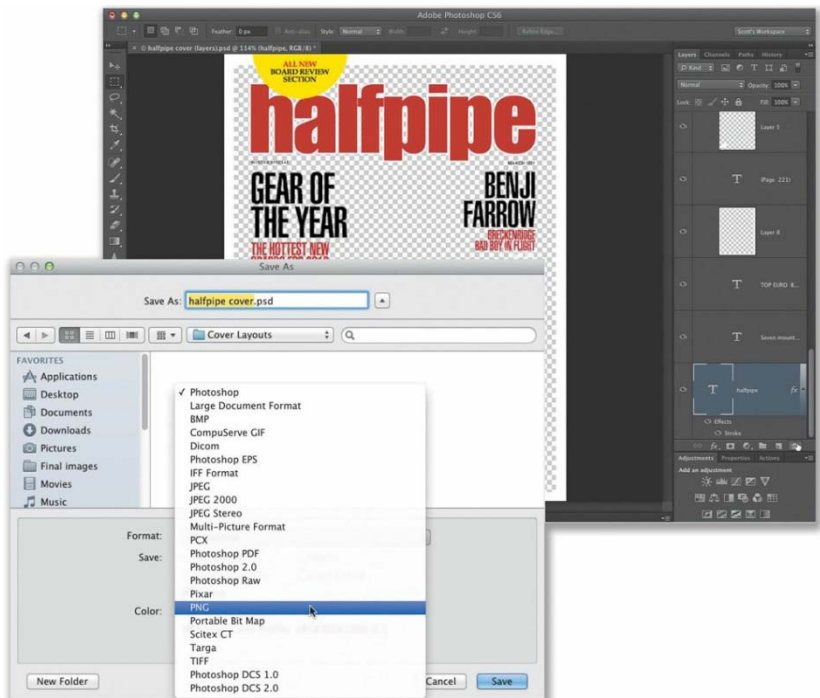 Adobe Photoshop CS6
Feather: 0 px Anti-alias Style: Normal Width: Height: Refine Edge... Scott's Workspace
× © halfpipe cover (layers).psd @ 114% (halfpipe, RGB/8) *
ALL NEW
BOARD REVIEW
SECTION
halfpipe
GEAR OF
THE YEAR
THE HOTTEST NEW
BENJI
FARROW
BRECKENRIDGE
BAD BOY IN FLIGHT
Layers Channels Paths History
Kind
Normal Opacity: 100%
Lock: Fill: 100%
Layer 5
(Page 221)
Layer 8
TOP EURO B...
Seven mount...
halfpipe fx
Effects
Stroke
Adjustments Properties Actions
Add an adjustment
Save As
Save As: halfpipe cover.psd
Cover Layouts
FAVORITES
Applications
Desktop
Documents
Downloads
Pictures
Final images
Movies
Music
✓ Photoshop
Large Document Format
BMP
CompuServe GIF
Dicom
Photoshop EPS
IFF Format
JPEG
JPEG 2000
JPEG Stereo
Multi-Picture Format
PCX
Photoshop PDF
Photoshop 2.0
Photoshop Raw
Pixar
PNG
Portable Bit Map
Scitex CT
Targa
TIFF
Photoshop DCS 1.0
Photoshop DCS 2.0
Format:
Save:
Color:
New Folder Cancel Save